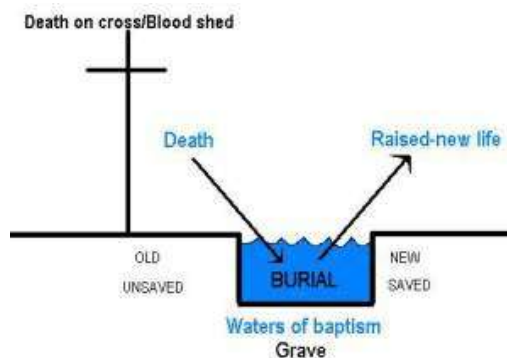 Death on cross/Blood shed
Death
Raised-new life
OLD
UNSAVED
BURIAL
NEW
SAVED
Waters of baptism
Grave